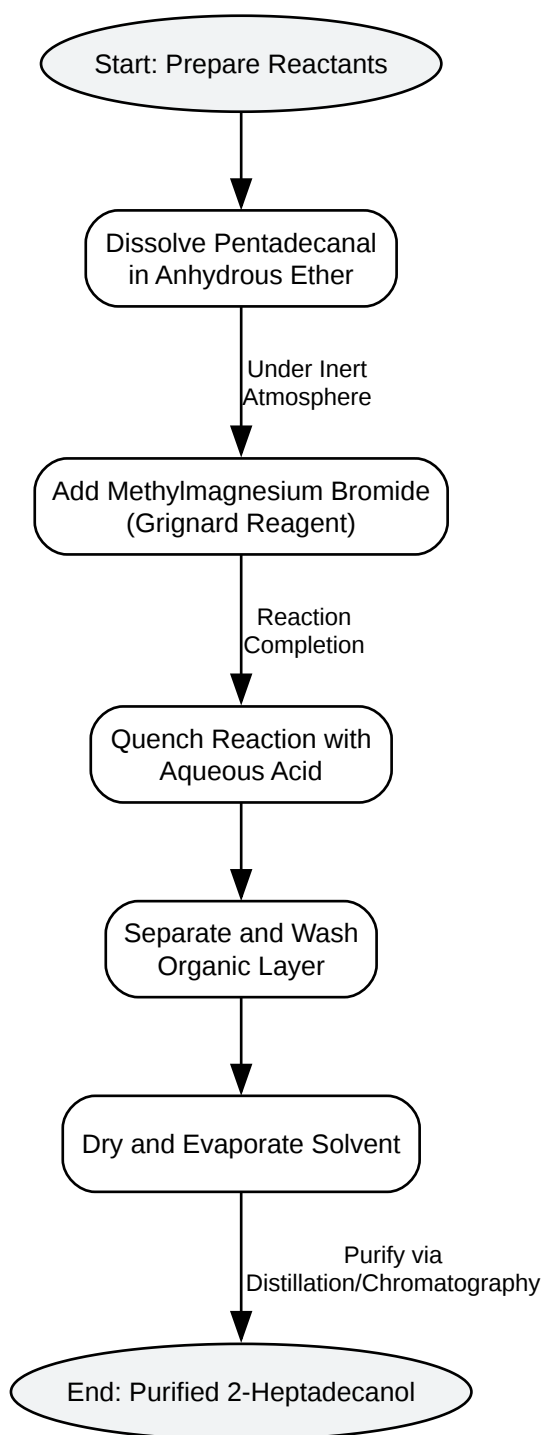 Start: Prepare Reactants
Dissolve Pentadecanal
in Anhydrous Ether
Under Inert
Atmosphere
Add Methylmagnesium Bromide
(Grignard Reagent)
Reaction
Completion
Quench Reaction with
Aqueous Acid
Separate and Wash
Organic Layer
Dry and Evaporate Solvent
Purify via
Distillation/Chromatography
End: Purified 2-Heptadecanol